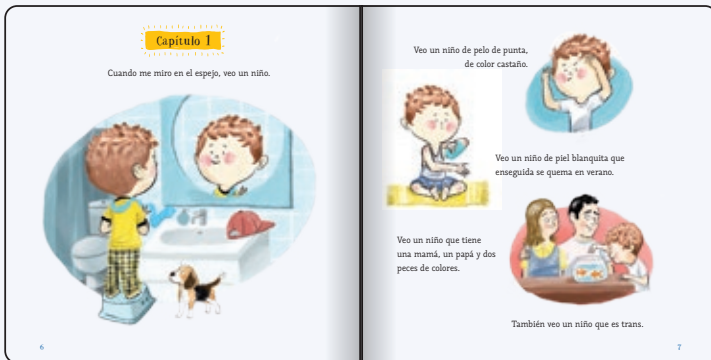 Capítulo 1
Cuando me miro en el espejo, veo un niño.
6
Veo un niño de pelo de punta,
de color castaño.
Veo un niño de piel blanquita que
enseguida se quema en verano.
Veo un niño que tiene
una mamá, un papá y dos
peces de colores.
También veo un niño que es trans.
7